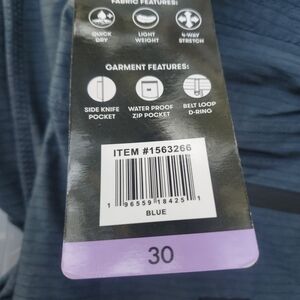 FABRIC FEATURES:
QUICK LIGHT 4-WAY
DRY WEIGHT STRETCH
GARMENT FEATURES:
SIDE KNIFE WATER PROOF BELT LOOP
POCKET ZIP POCKET D-RING
ITEM #1563266
1 96559 18425 1
BLUE
30